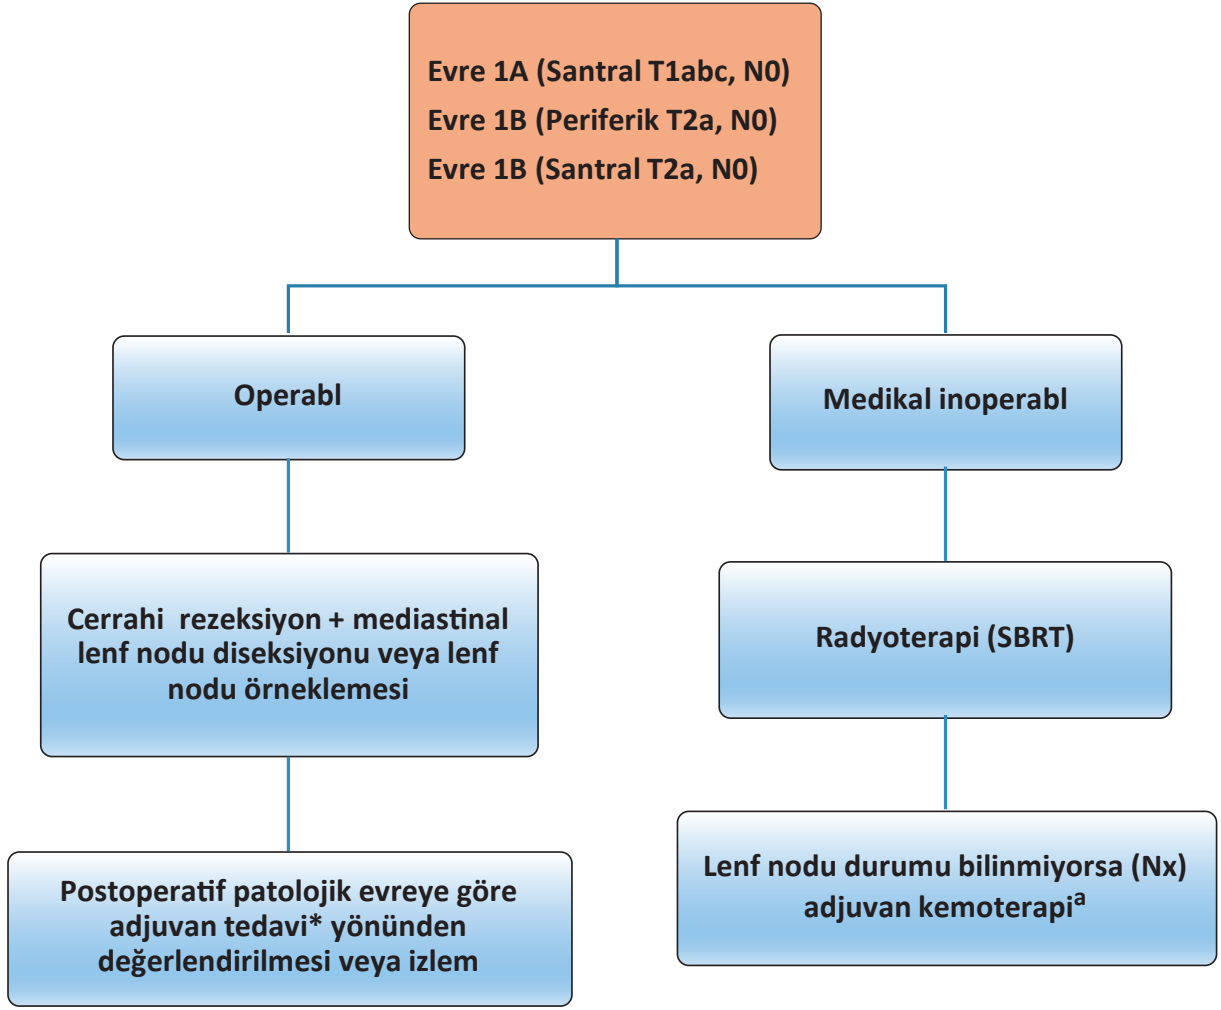 Evre 1A (Santral T1abc, N0)
Evre 1B (Periferik T2a, N0)
Evre 1B (Santral T2a, N0)
Operabl
Medikal inoperabl
Cerrahi rezeksiyon + mediastinal
lenf nodu diseksiyonu veya lenf
nodu örneklemesi
Radyoterapi (SBRT)
Postoperatif patolojik evreye göre
adjuvan tedavi* yönünden
değerlendirilmesi veya izlem
Lenf nodu durumu bilinmiyorsa (Nx)
adjuvan kemoterapiᵃ